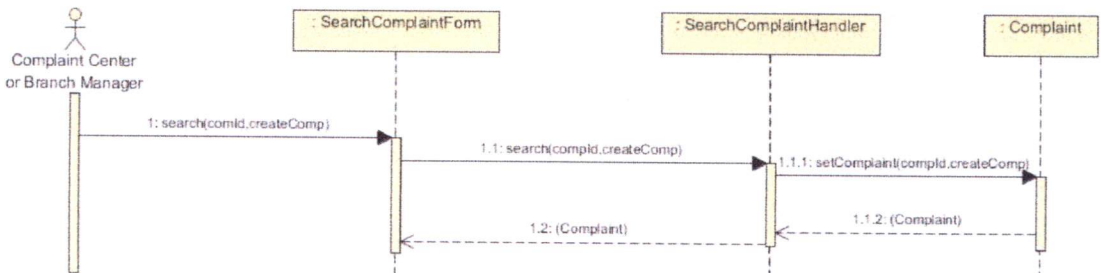 : SearchComplaintForm
: SearchComplaintHandler
: Complaint
Complaint Center
or Branch Manager
1: search(comId,createComp)
1.1: search(compId,createComp)
1.1.1: setComplaint(compId,createComp)
1.1.2: (Complaint)
1.2: (Complaint)